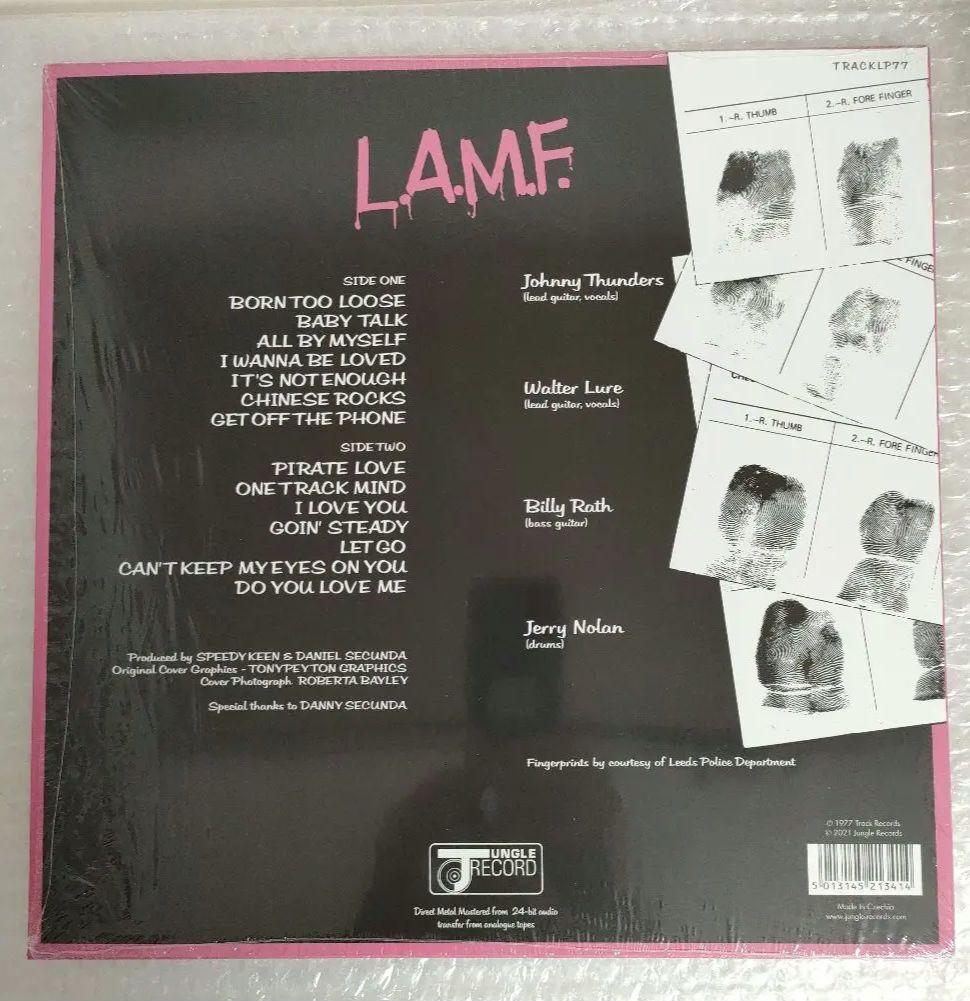 TRACKLP77
1.-R. THUMB
2.-R. FORE FINGER
L.A.M.F.
SIDE ONE
BORN TOO LOOSE
BABY TALK
ALL BY MYSELF
I WANNA BE LOVED
IT'S NOT ENOUGH
CHINESE ROCKS
GET OFF THE PHONE
SIDE TWO
PIRATE LOVE
ONE TRACK MIND
I LOVE YOU
GOIN' STEADY
LET GO
CAN'T KEEP MY EYES ON YOU
DO YOU LOVE ME
Produced by SPEEDY KEEN & DANIEL SECUNDA
Original Cover Graphics - TONYPEYTON GRAPHICS
Cover Photograph ROBERTA BAYLEY
Special thanks to DANNY SECUNDA
Johnny Thunders
(lead guitar, vocals)
Walter Lure
(lead guitar, vocals)
Billy Rath
(bass guitar)
Jerry Nolan
(drums)
1.-R. THUMB
2.-R. FORE FINGER
Fingerprints by courtesy of Leeds Police Department
JUNGLE
RECORD
Direct Metal Mastered from 24-bit audio
transfer from analogue tapes
℗ 1977 Track Records
© 2021 Jungle Records
5 013145 213414
Made in Czechia
www.jungle-records.com